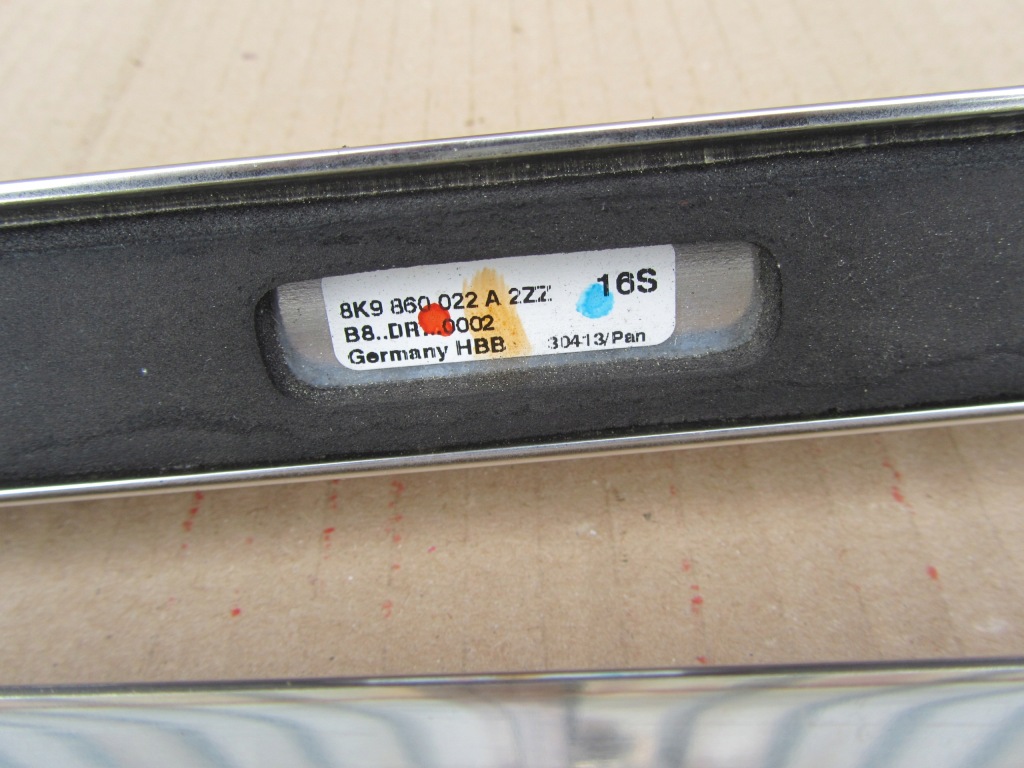 8K9 860 022 A 2ZZ
16S
B8..DR...0002
Germany HBB 30413/Pan